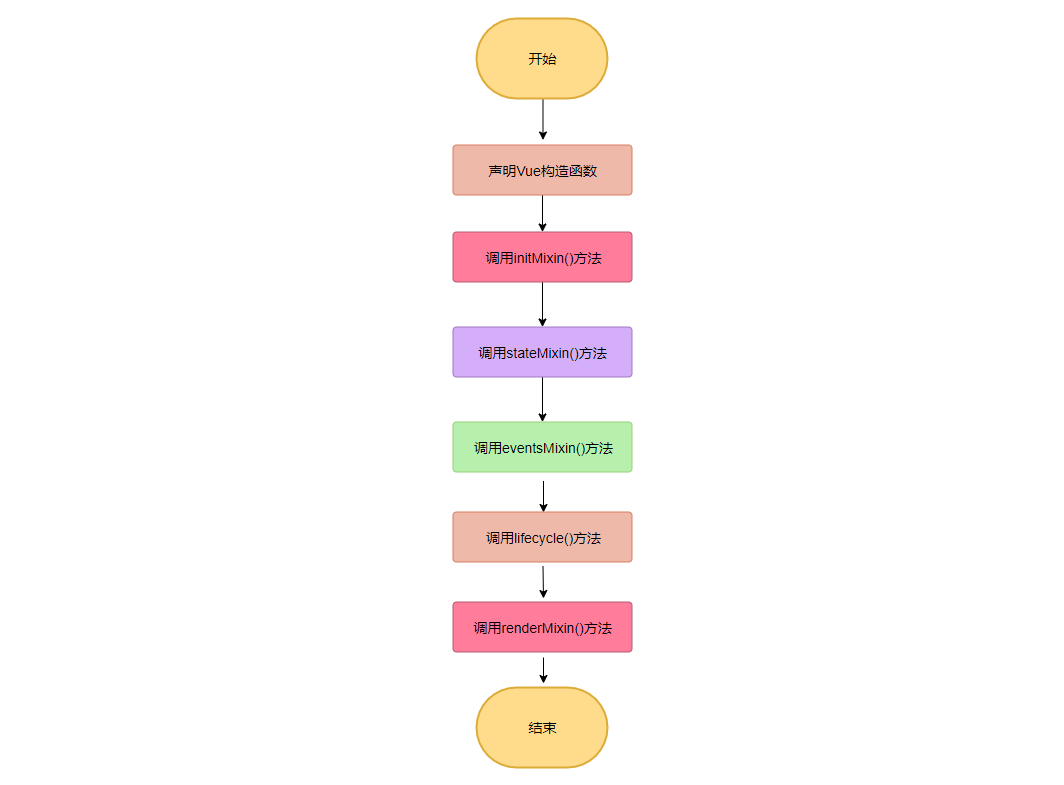 开始
声明Vue构造函数
调用initMixin()方法
调用stateMixin()方法
调用eventsMixin()方法
调用lifecycle()方法
调用renderMixin()方法
结束